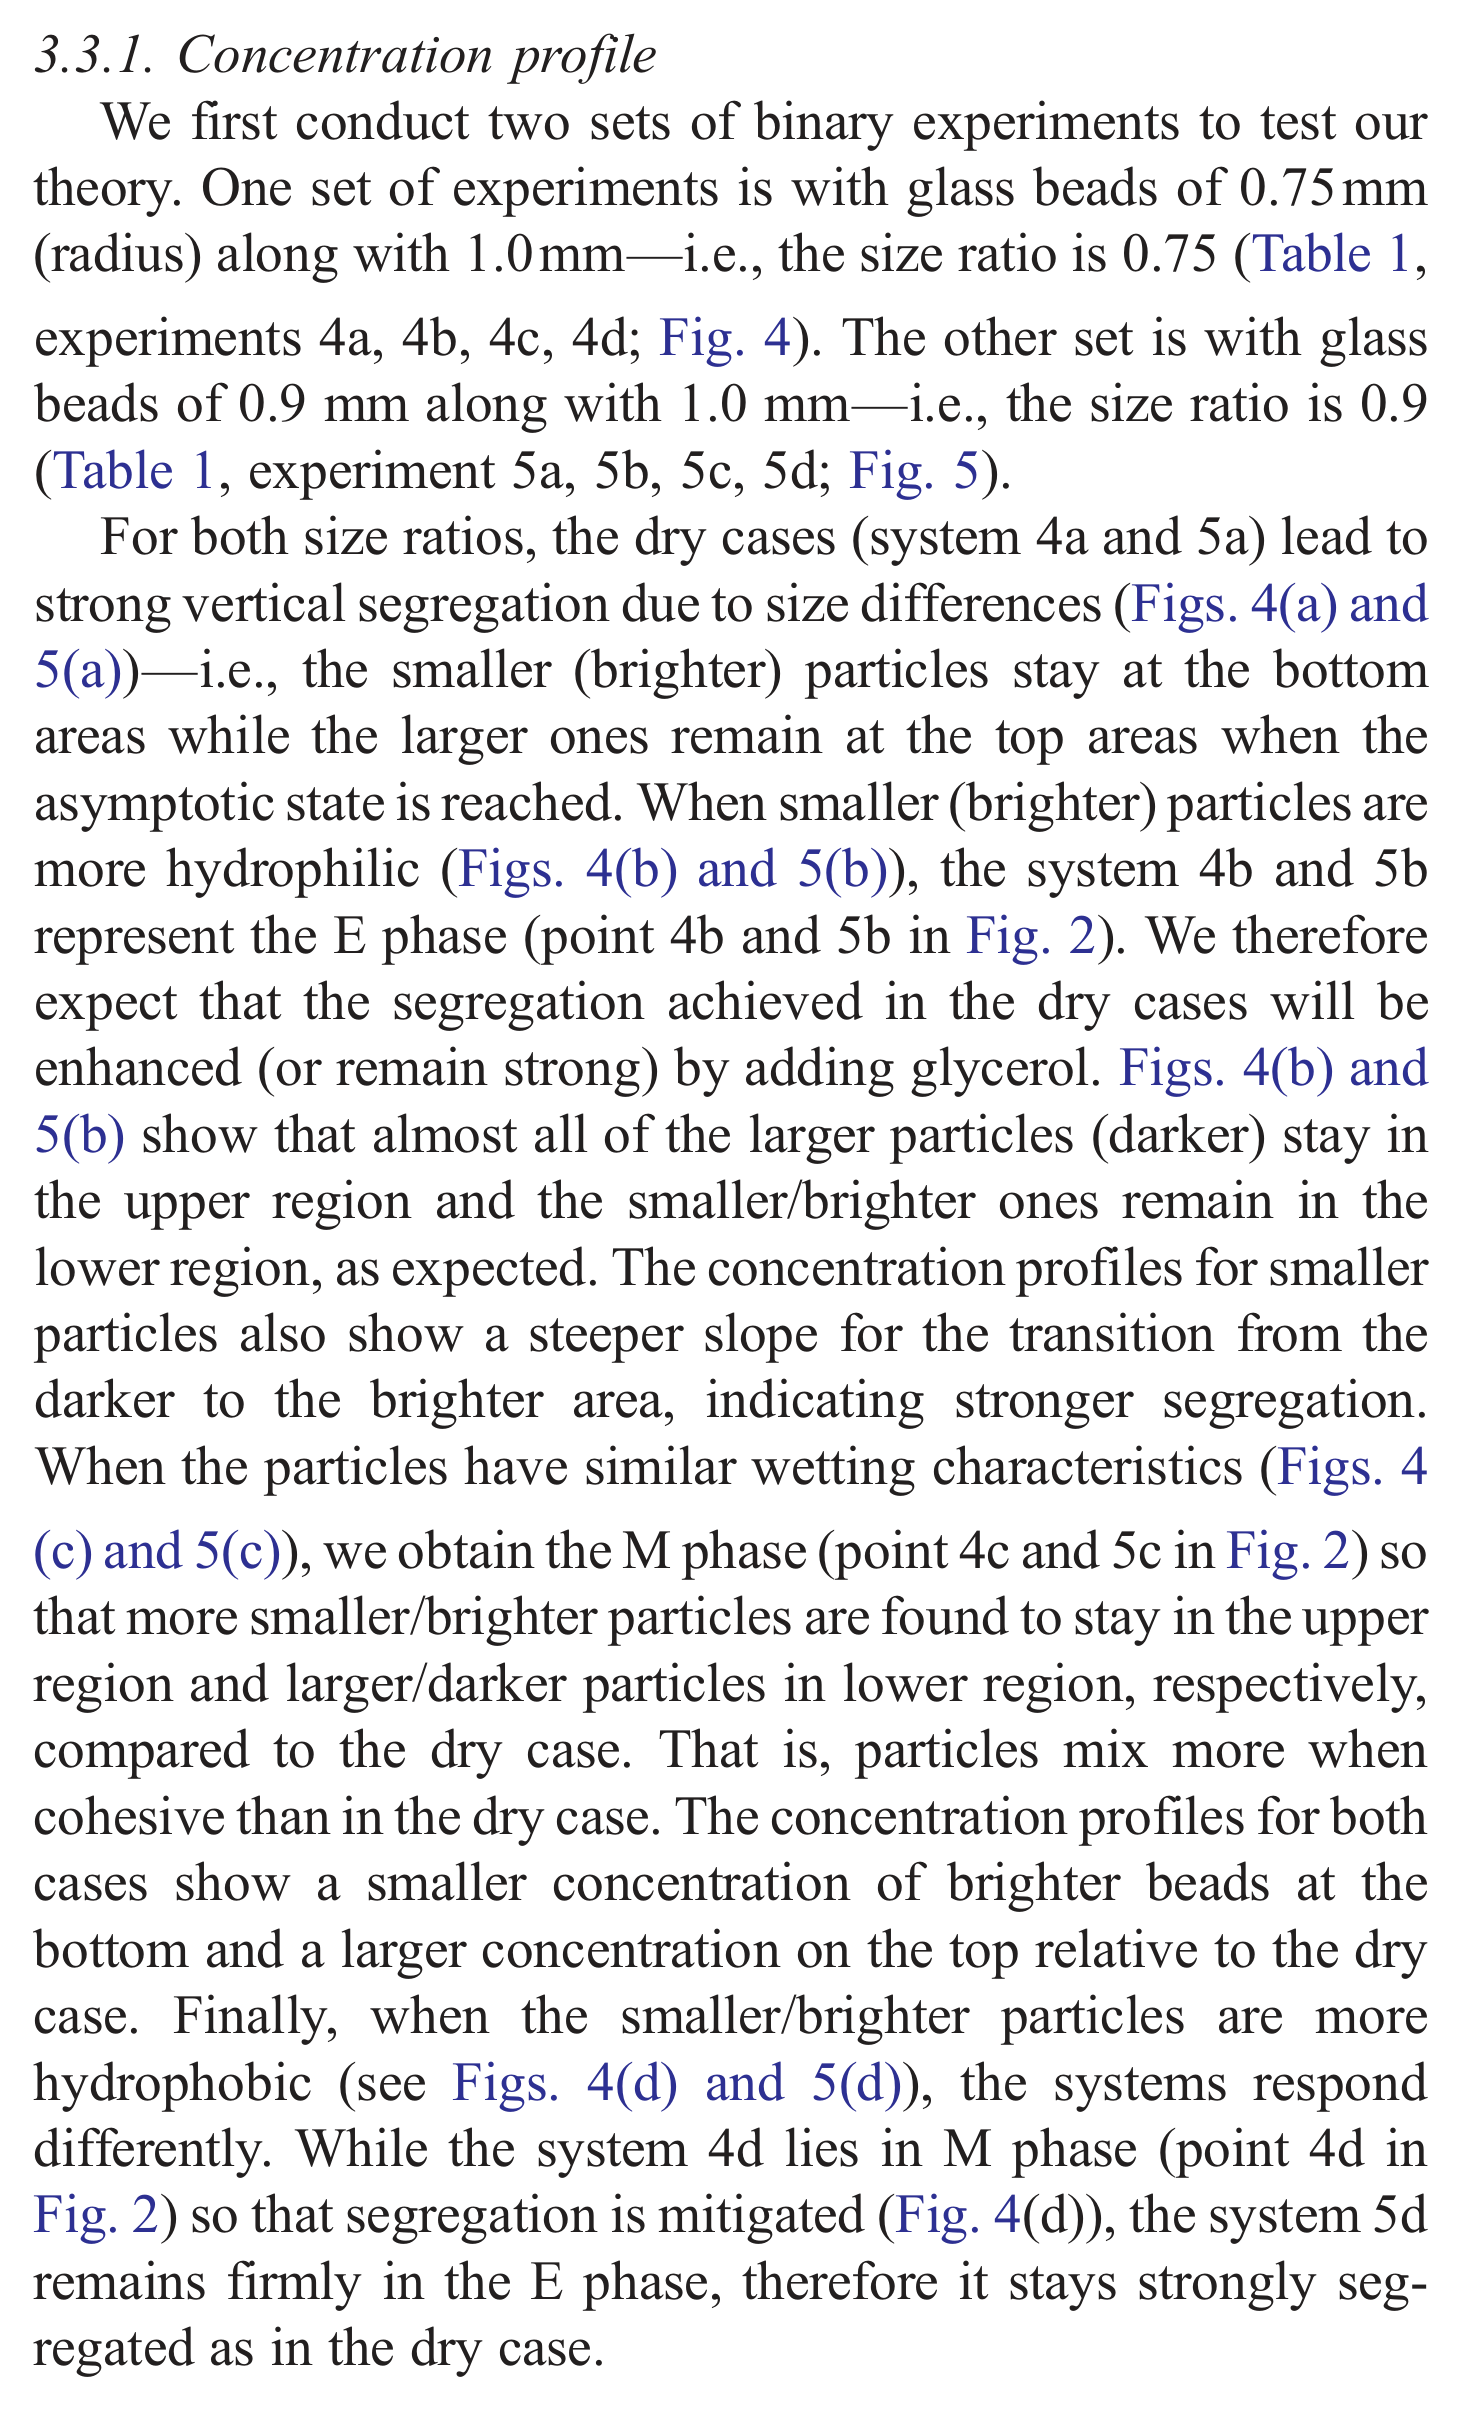 3.3.1. Concentration profile
We first conduct two sets of binary experiments to test our
theory. One set of experiments is with glass beads of 0.75 mm
(radius) along with 1.0 mm—i.e., the size ratio is 0.75 (Table 1,
experiments 4a, 4b, 4c, 4d; Fig. 4). The other set is with glass
beads of 0.9 mm along with 1.0 mm—i.e., the size ratio is 0.9
(Table 1, experiment 5a, 5b, 5c, 5d; Fig. 5).
For both size ratios, the dry cases (system 4a and 5a) lead to
strong vertical segregation due to size differences (Figs. 4(a) and
5(a))—i.e., the smaller (brighter) particles stay at the bottom
areas while the larger ones remain at the top areas when the
asymptotic state is reached. When smaller (brighter) particles are
more hydrophilic (Figs. 4(b) and 5(b)), the system 4b and 5b
represent the E phase (point 4b and 5b in Fig. 2). We therefore
expect that the segregation achieved in the dry cases will be
enhanced (or remain strong) by adding glycerol. Figs. 4(b) and
5(b) show that almost all of the larger particles (darker) stay in
the upper region and the smaller/brighter ones remain in the
lower region, as expected. The concentration profiles for smaller
particles also show a steeper slope for the transition from the
darker to the brighter area, indicating stronger segregation.
When the particles have similar wetting characteristics (Figs. 4
(c) and 5(c)), we obtain the M phase (point 4c and 5c in Fig. 2) so
that more smaller/brighter particles are found to stay in the upper
region and larger/darker particles in lower region, respectively,
compared to the dry case. That is, particles mix more when
cohesive than in the dry case. The concentration profiles for both
cases show a smaller concentration of brighter beads at the
bottom and a larger concentration on the top relative to the dry
case. Finally, when the smaller/brighter particles are more
hydrophobic (see Figs. 4(d) and 5(d)), the systems respond
differently. While the system 4d lies in M phase (point 4d in
Fig. 2) so that segregation is mitigated (Fig. 4(d)), the system 5d
remains firmly in the E phase, therefore it stays strongly seg-
regated as in the dry case.